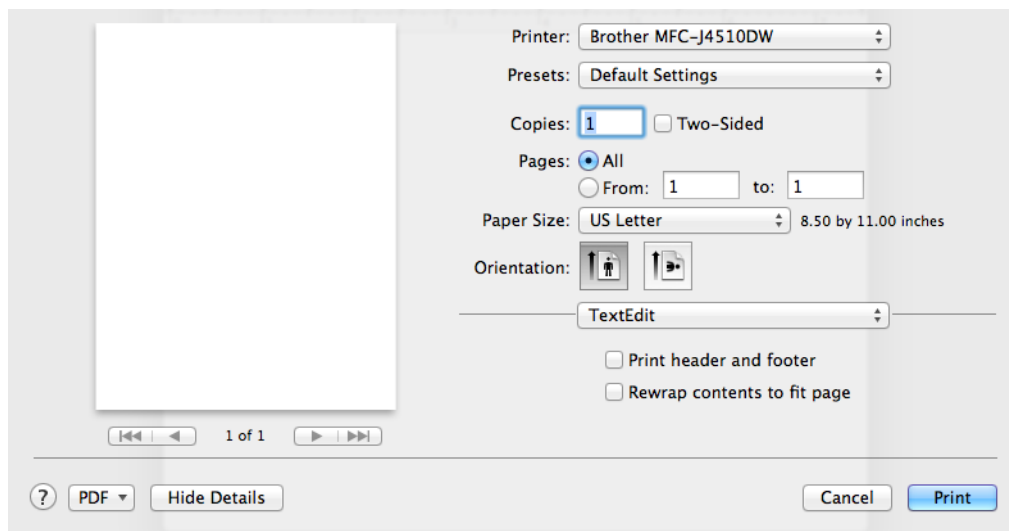 Printer: Brother MFC-J4510DW
Presets: Default Settings
Copies: 1 Two-Sided
Pages: All
From: 1 to: 1
Paper Size: US Letter 8.50 by 11.00 inches
Orientation:
TextEdit
Print header and footer
Rewrap contents to fit page
1 of 1
? PDF Hide Details Cancel Print